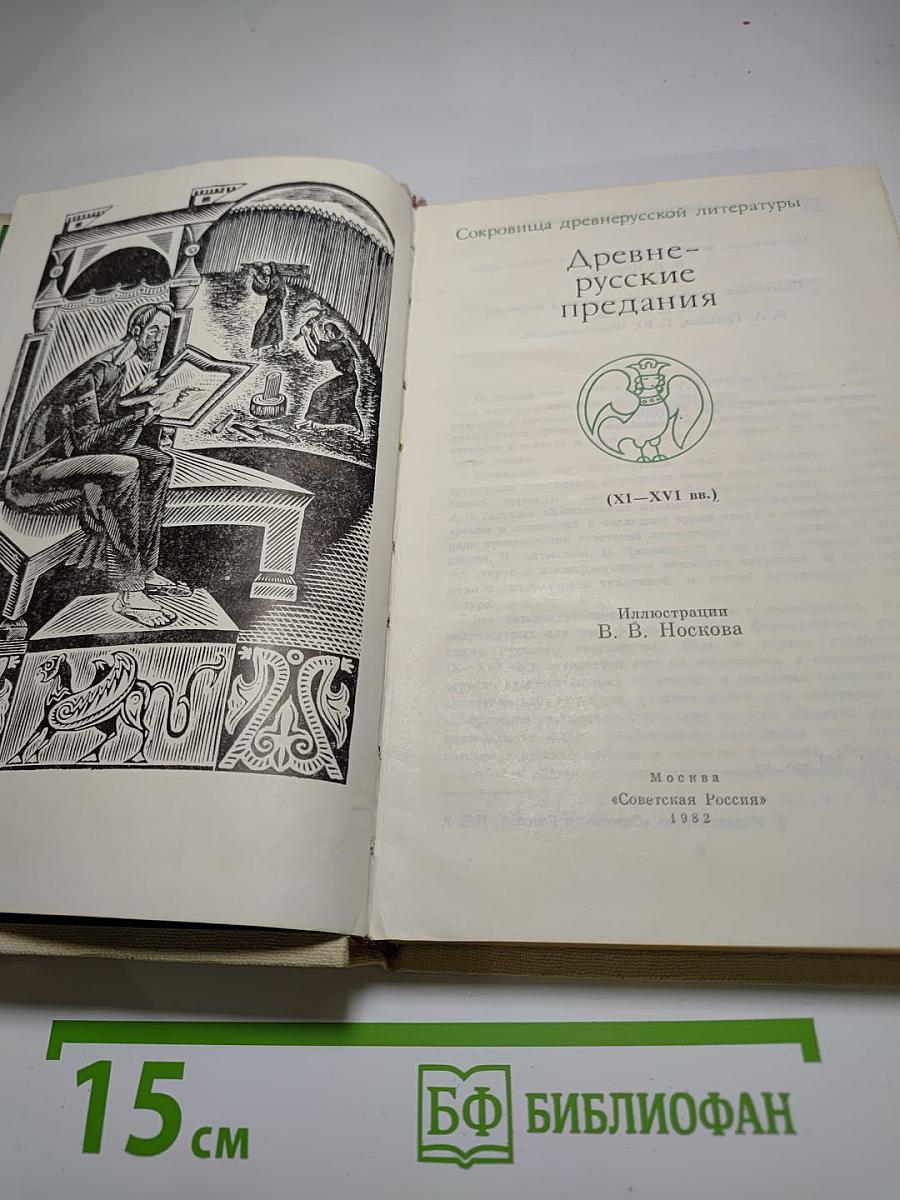 Сокровища древнерусской литературы
Древне-
русские
предания
(XI—XVI вв.)
Иллюстрации
В. В. Носкова
Москва
«Советская Россия»
1982
15 см
БФ БИБЛИОФАН